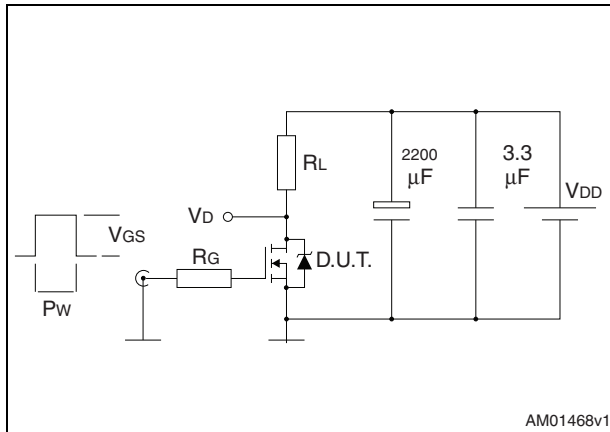 2200
μF
3.3
μF
VDD
RL
VD
VGS
RG
D.U.T.
PW
AM01468v1